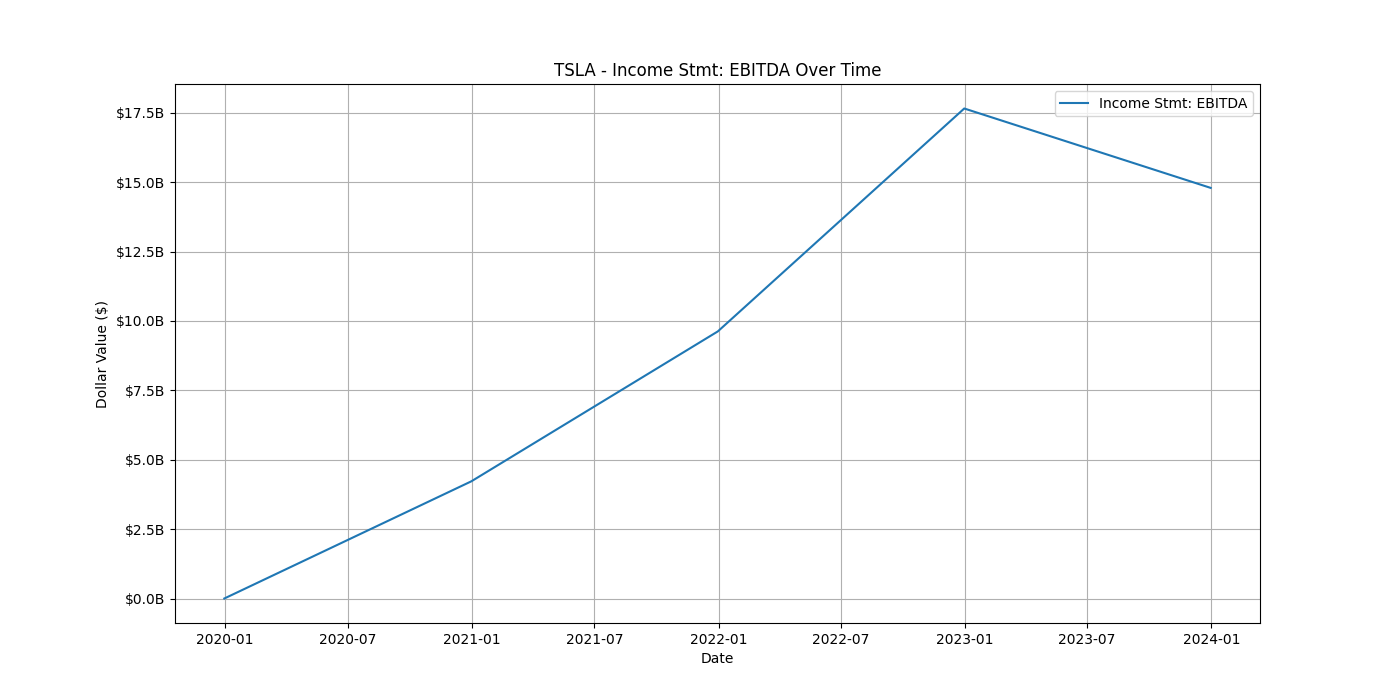 TSLA - Income Stmt: EBITDA Over Time
Income Stmt: EBITDA
Dollar Value ($)
$17.5B
$15.0B
$12.5B
$10.0B
$7.5B
$5.0B
$2.5B
$0.0B
2020-01 2020-07 2021-01 2021-07 2022-01 2022-07 2023-01 2023-07 2024-01
Date